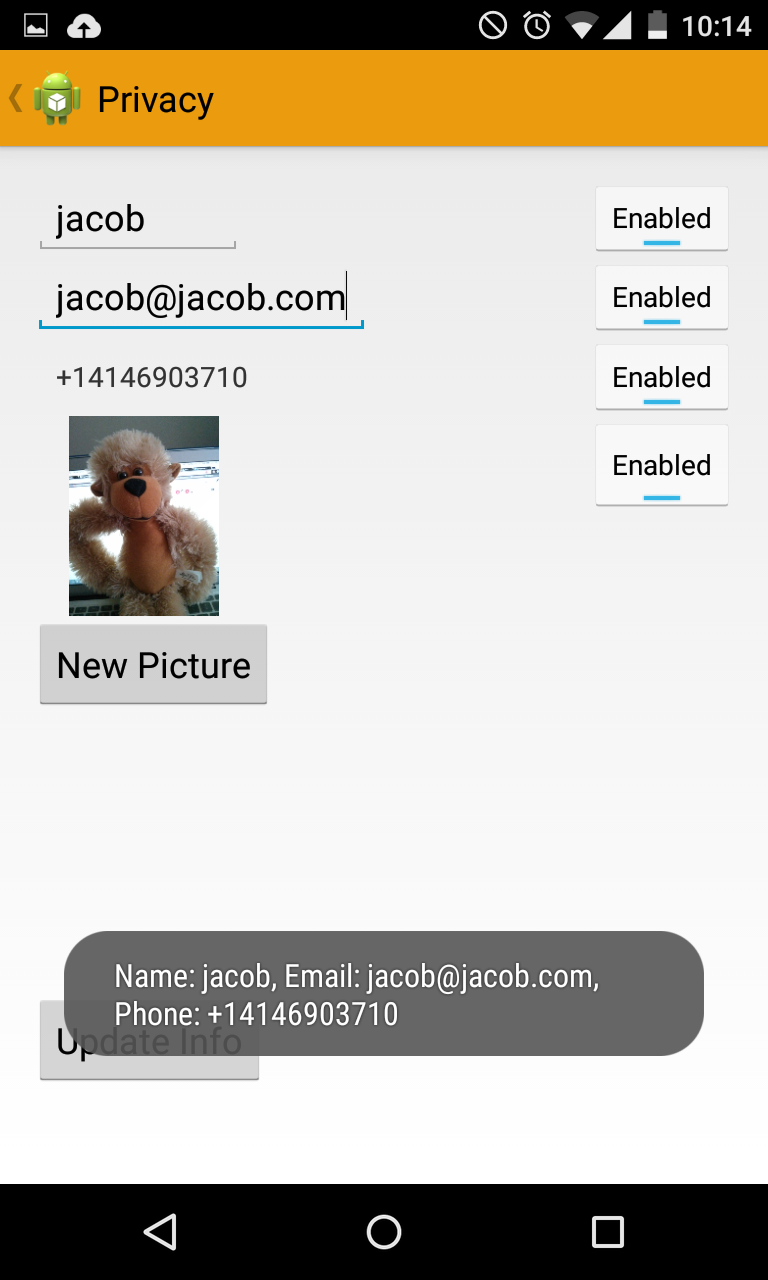 10:14
Privacy
jacob Enabled
jacob@jacob.com Enabled
+14146903710 Enabled
Enabled
New Picture
Name: jacob, Email: jacob@jacob.com,
Phone: +14146903710
Update Info